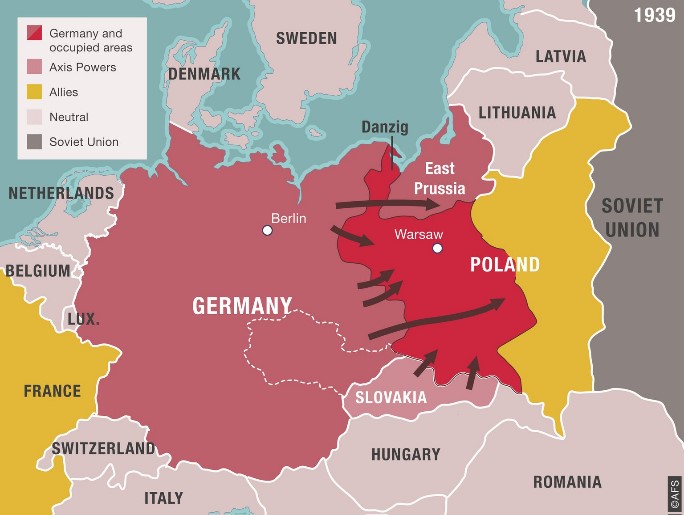 1939
Germany and
occupied areas
Axis Powers
Allies
Neutral
Soviet Union
SWEDEN
DENMARK
LATVIA
LITHUANIA
Danzig
East
Prussia
NETHERLANDS
Berlin
Warsaw
SOVIET
UNION
BELGIUM
POLAND
GERMANY
LUX.
FRANCE
SLOVAKIA
SWITZERLAND
HUNGARY
ROMANIA
ITALY
©AFS